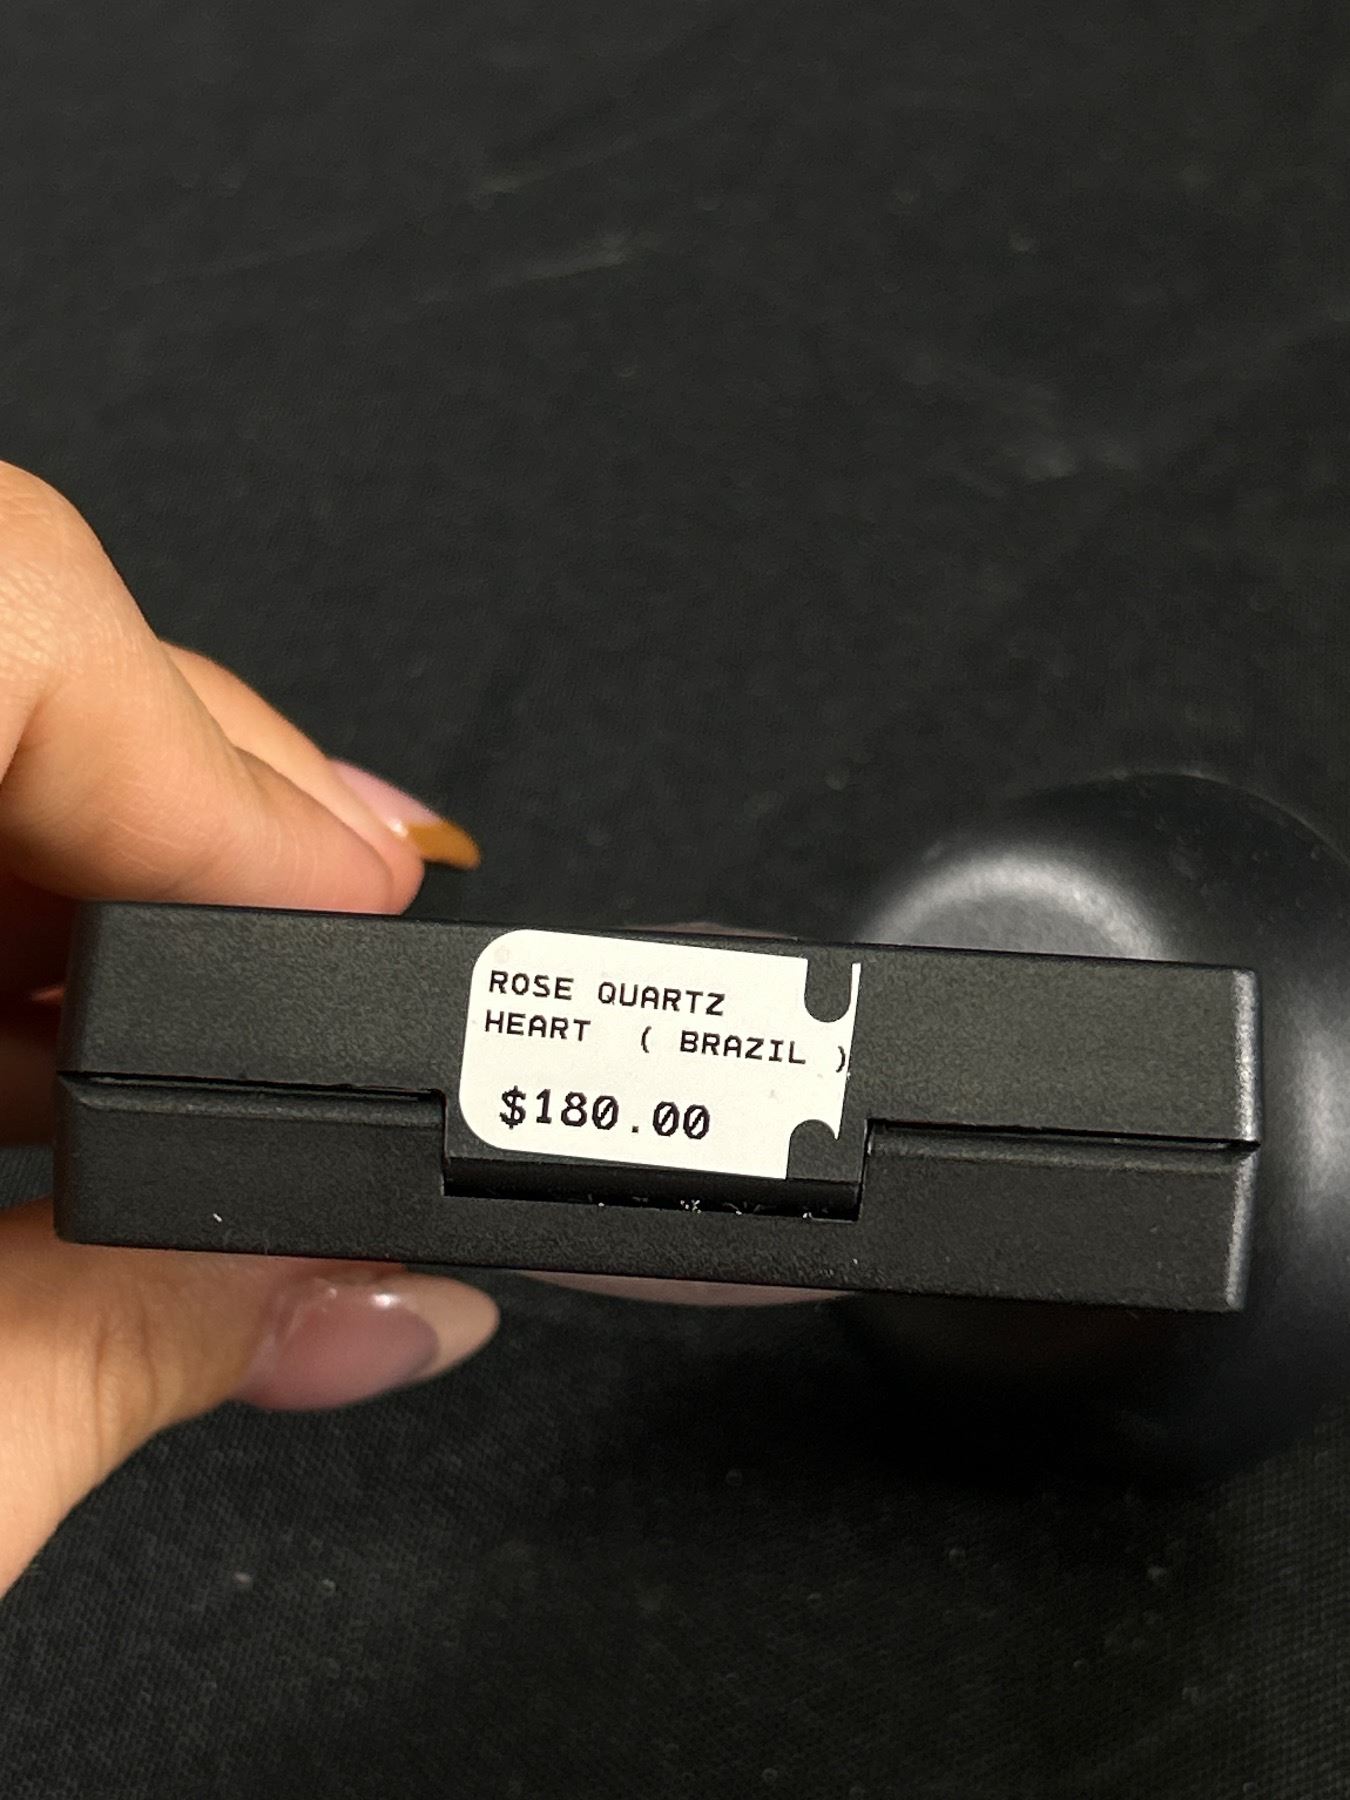 ROSE QUARTZ
HEART ( BRAZIL )
$180.00